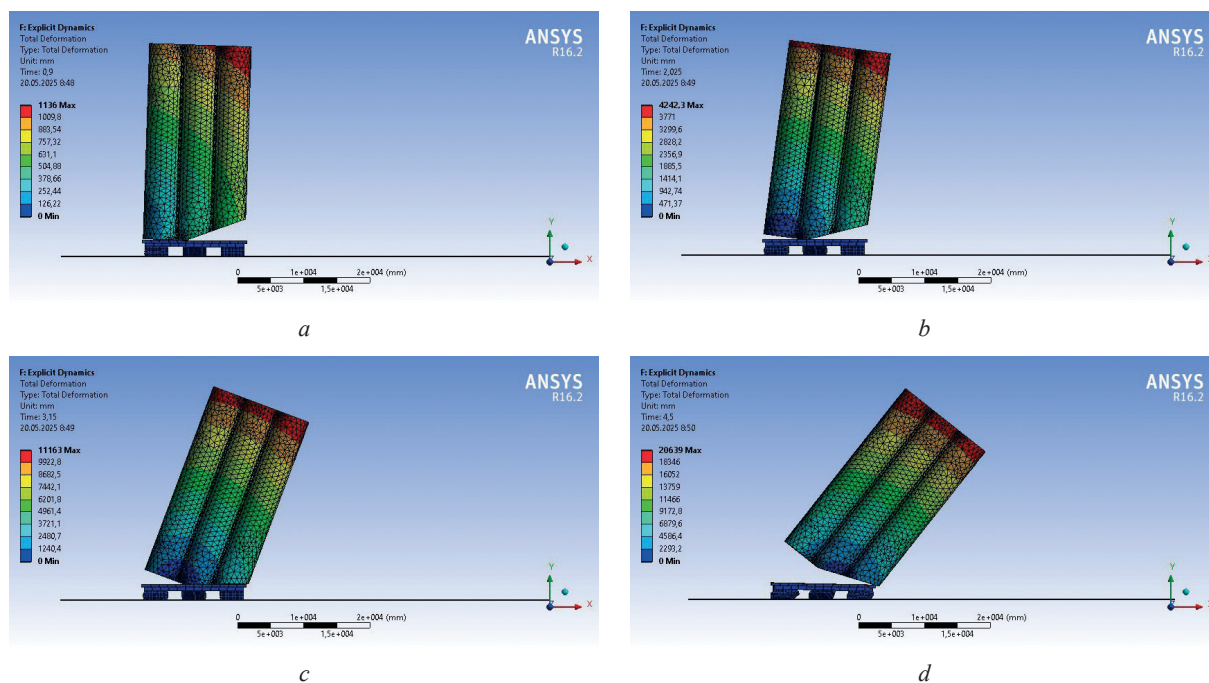 F: Explicit Dynamics
Total Deformation
Type: Total Deformation
Unit: mm
Time: 0,9
20.05.2025 8:48
1136 Max
1009,8
883,54
757,32
631,1
504,88
378,66
252,44
126,22
0 Min
ANSYS
R16.2
Y
X
0 1e+004 2e+004 (mm)
5e+003 1,5e+004
a
F: Explicit Dynamics
Total Deformation
Type: Total Deformation
Unit: mm
Time: 2,025
20.05.2025 8:49
4242,3 Max
3771
3299,6
2828,2
2356,9
1885,5
1414,1
942,74
471,37
0 Min
ANSYS
R16.2
Y
X
0 1e+004 2e+004 (mm)
5e+003 1,5e+004
b
F: Explicit Dynamics
Total Deformation
Type: Total Deformation
Unit: mm
Time: 3,15
20.05.2025 8:49
11163 Max
9922,8
8682,5
7442,1
6201,8
4961,4
3721,1
2480,7
1240,4
0 Min
ANSYS
R16.2
Y
X
0 1e+004 2e+004 (mm)
5e+003 1,5e+004
c
F: Explicit Dynamics
Total Deformation
Type: Total Deformation
Unit: mm
Time: 4,5
20.05.2025 8:50
20639 Max
18346
16052
13759
11466
9172,8
6879,6
4586,4
2293,2
0 Min
ANSYS
R16.2
Y
X
0 1e+004 2e+004 (mm)
5e+003 1,5e+004
d